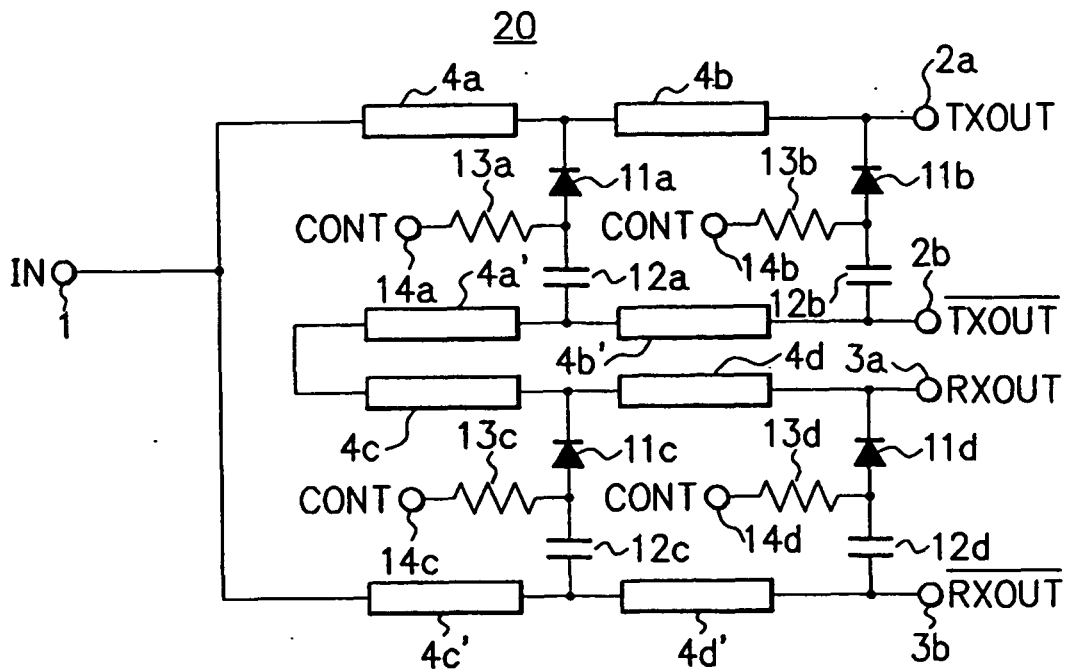 20
4a 4b 2a
TXOUT
13a 11a 13b 11b
CONT CONT
14a 4a' 12a 14b 12b 2b
IN
1
TXOUT
4b' 4d 3a
RXOUT
4c 13c 11c 13d 11d
CONT CONT
14c 12c 14d 12d
RXOUT
4c' 4d' 3b